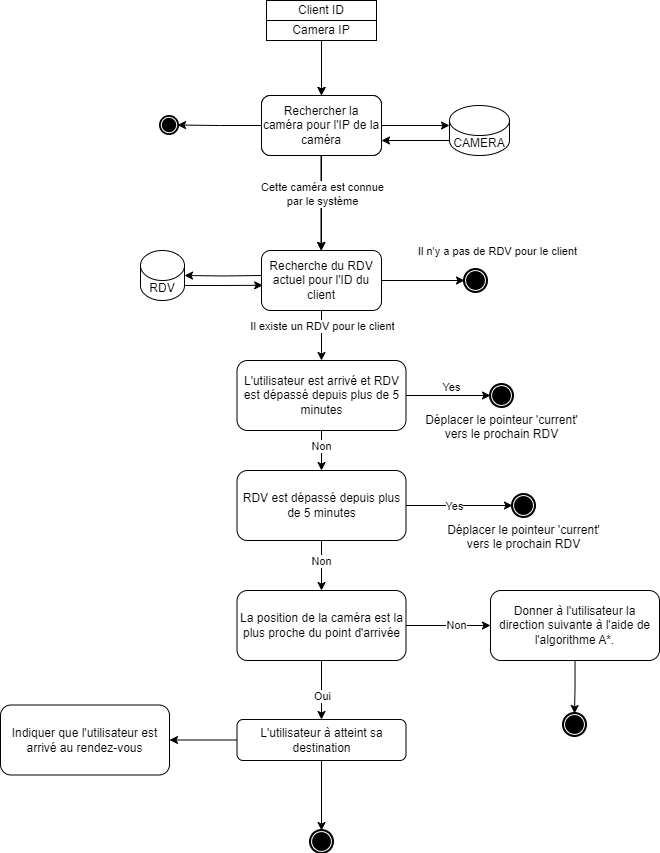 Client ID
Camera IP
Rechercher la
caméra pour l'IP de la
caméra
CAMERA
Cette caméra est connue
par le système
Il n'y a pas de RDV pour le client
Recherche du RDV
actuel pour l'ID du
client
RDV
Il existe un RDV pour le client
L'utilisateur est arrivé et RDV
est dépassé depuis plus de 5
minutes
Yes
Déplacer le pointeur 'current'
vers le prochain RDV
Non
RDV est dépassé depuis plus
de 5 minutes
Yes
Déplacer le pointeur 'current'
vers le prochain RDV
Non
La position de la caméra est la
plus proche du point d'arrivée
Non
Donner à l'utilisateur la
direction suivante à l'aide de
l'algorithme A*.
Oui
Indiquer que l'utilisateur est
arrivé au rendez-vous
L'utilisateur à atteint sa
destination